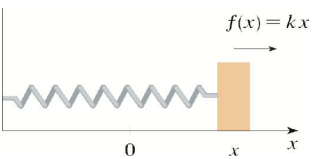 f(x) = kx
0
x
x